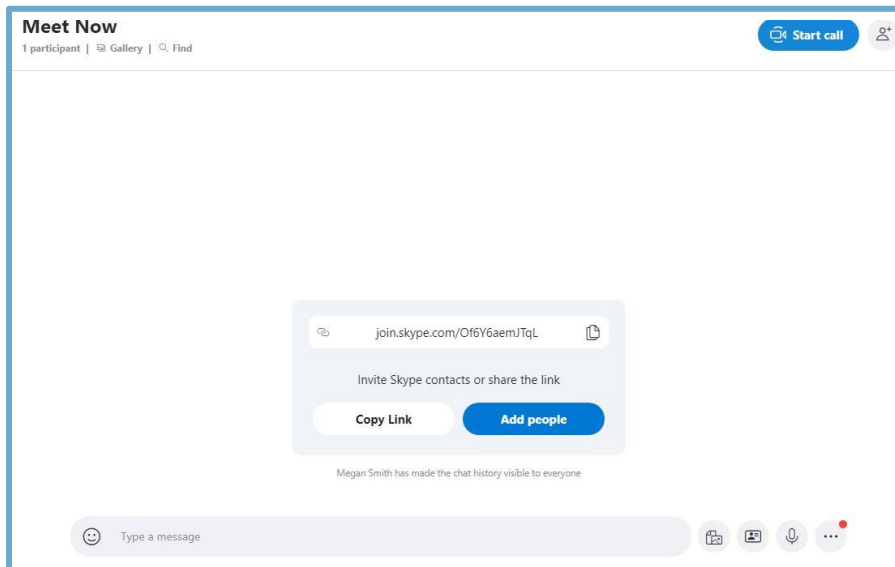 Meet Now
Start call
1 participant | Gallery | Find
join.skype.com/Of6Y6aemJTqL
Invite Skype contacts or share the link
Copy Link
Add people
Megan Smith has made the chat history visible to everyone
Type a message